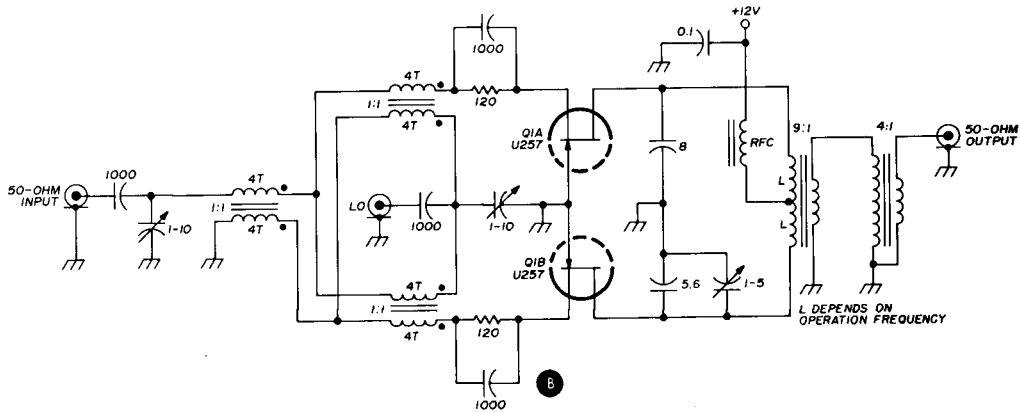 +12V
0.1
1000
4T
1:1
4T
120
Q1A
U257
8
RFC
9:1
4:1
50-OHM
OUTPUT
L
L
50-OHM
INPUT
1000
1-10
4T
1:1
4T
LO
1000
1-10
Q1B
U257
5.6
1-5
4T
1:1
4T
120
1000
L DEPENDS ON
OPERATION FREQUENCY
B